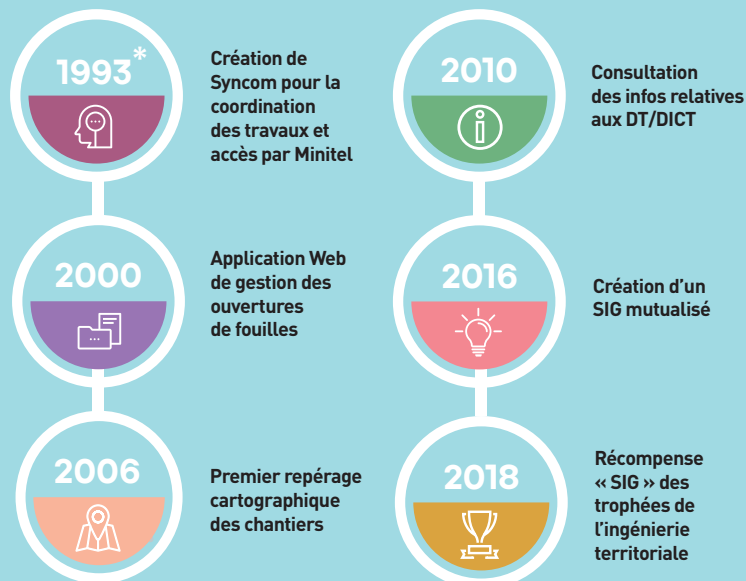 1993*
Création de
Syncom pour la
coordination
des travaux et
accès par Minitel
2000
Application Web
de gestion des
ouvertures
de fouilles
2006
Premier repérage
cartographique
des chantiers
2010
Consultation
des infos relatives
aux DT/DICT
2016
Création d’un
SIG mutualisé
2018
Récompense
« SIG » des
trophées de
l’ingénierie
territoriale